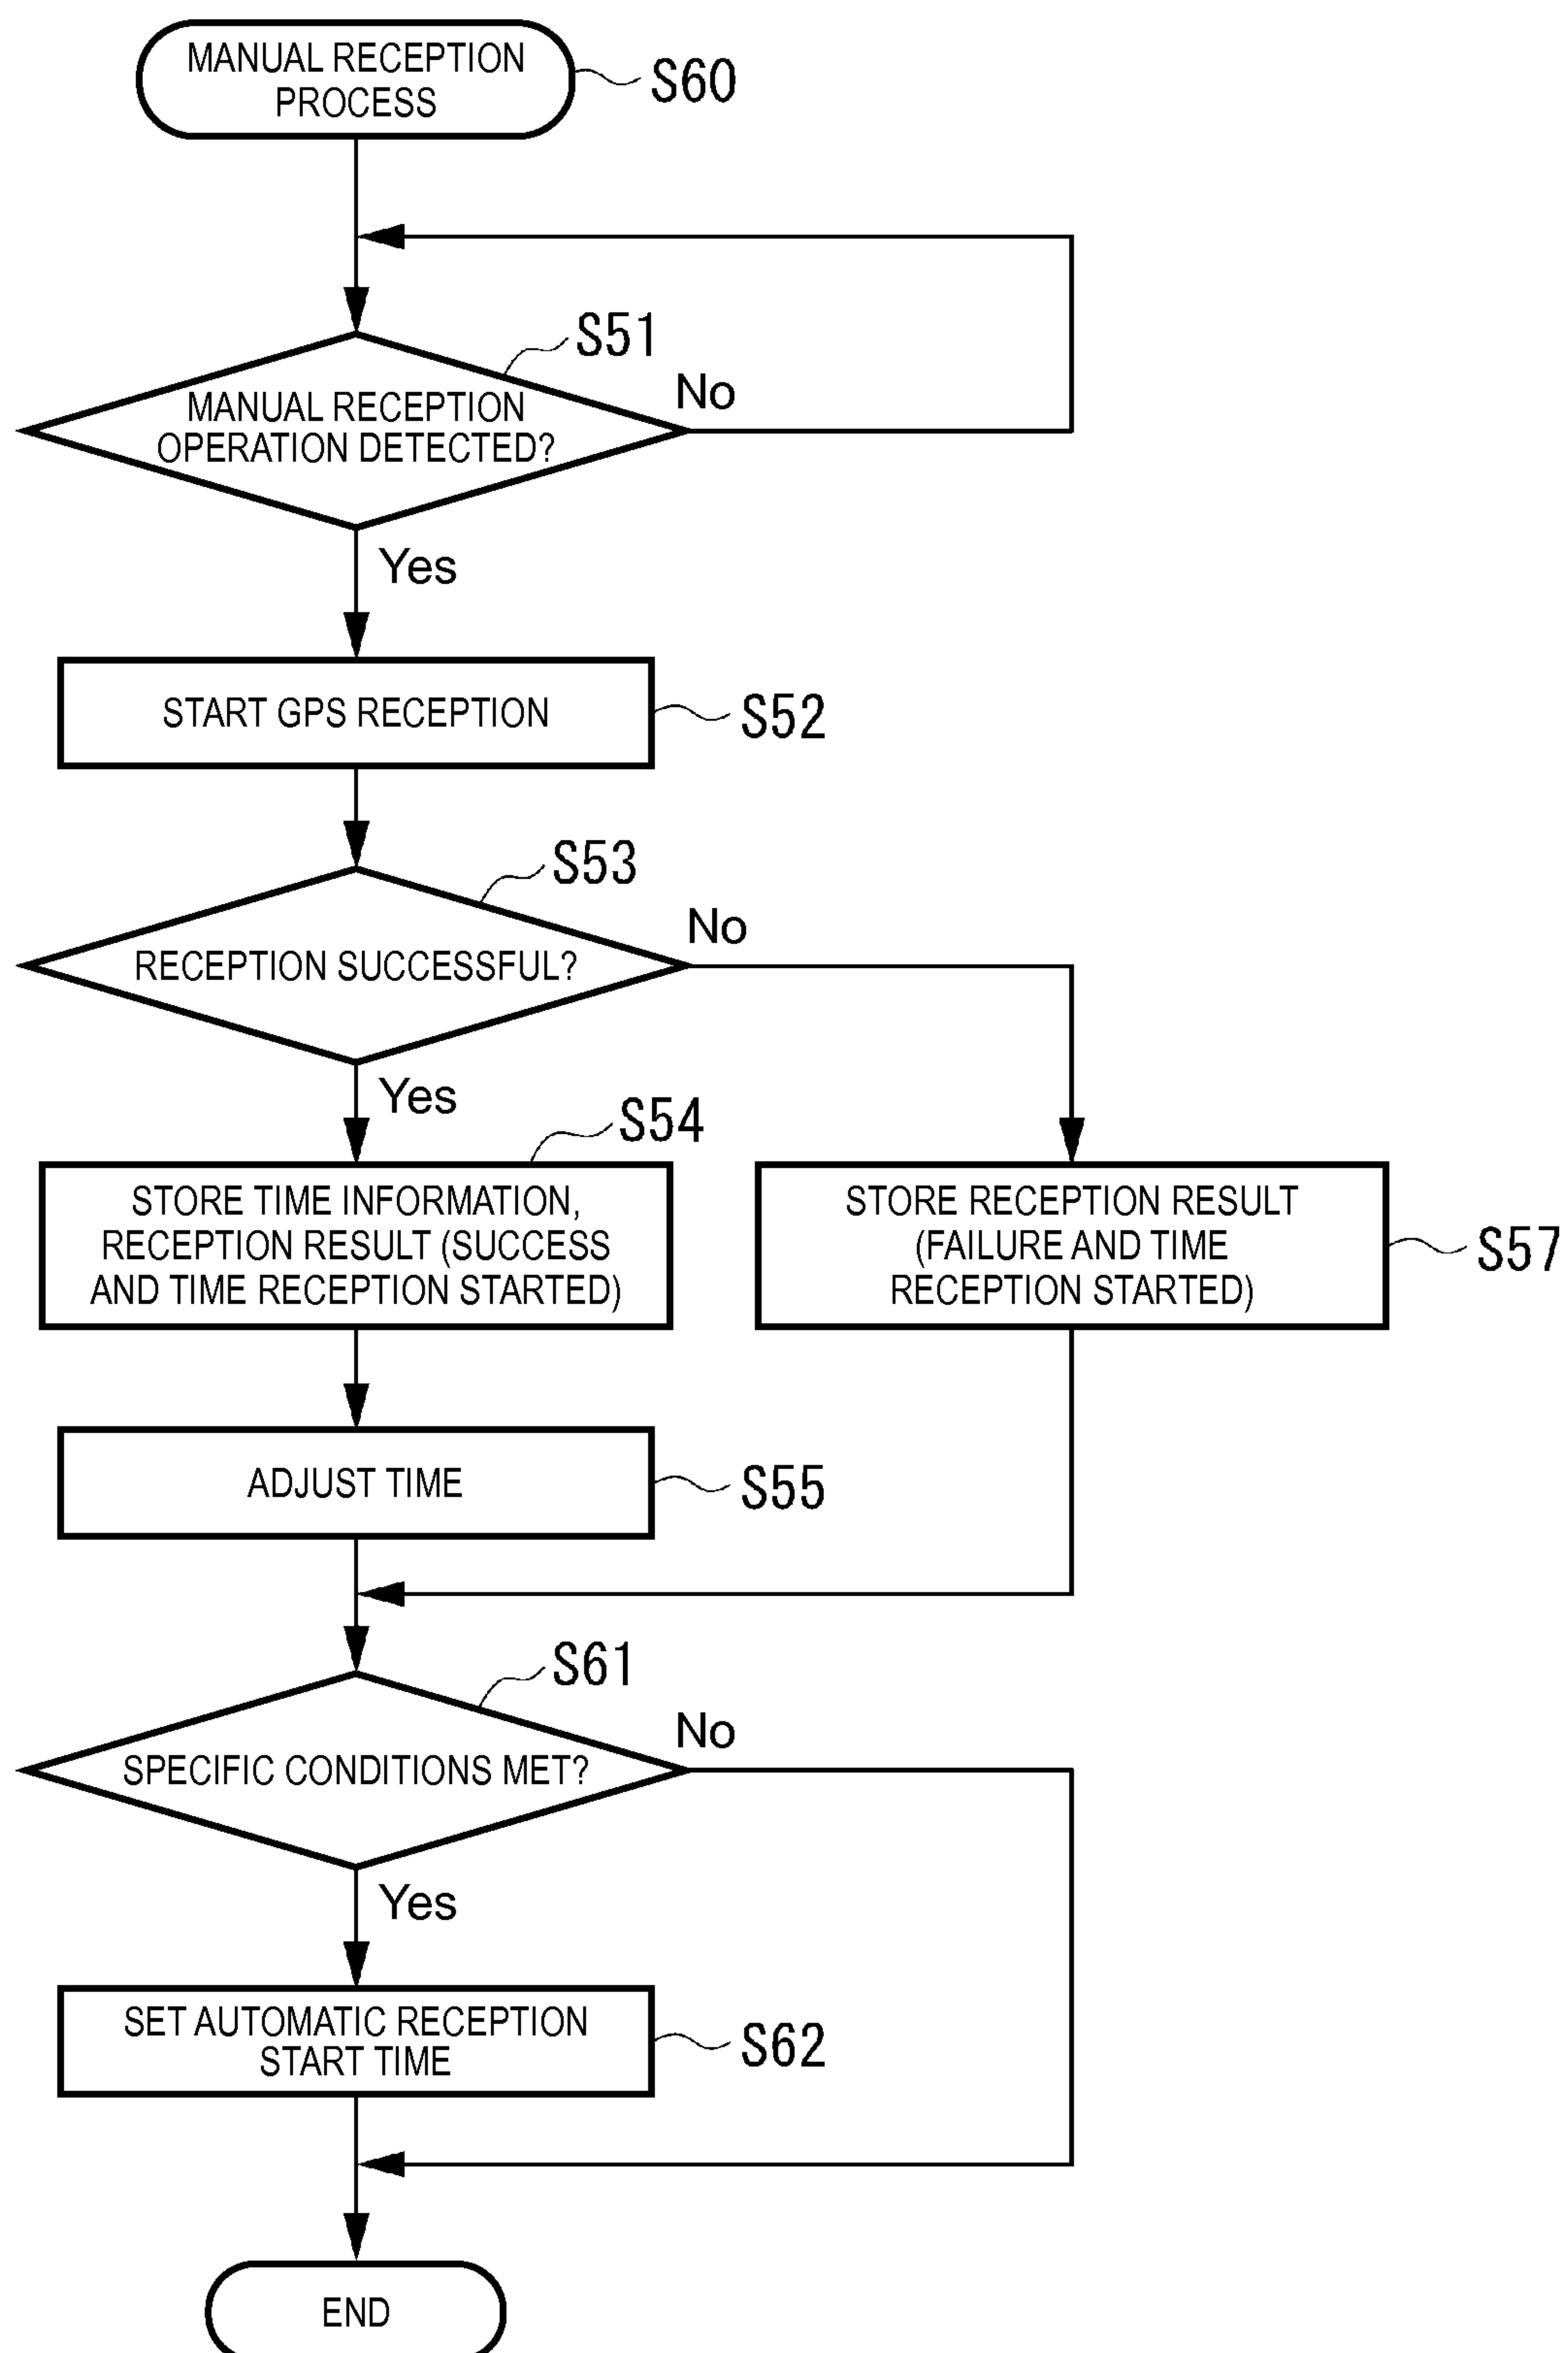 MANUAL RECEPTION
PROCESS
S60
S51
No
MANUAL RECEPTION
OPERATION DETECTED?
Yes
START GPS RECEPTION
S52
S53
No
RECEPTION SUCCESSFUL?
Yes
S54
STORE TIME INFORMATION,
RECEPTION RESULT (SUCCESS
AND TIME RECEPTION STARTED)
STORE RECEPTION RESULT
(FAILURE AND TIME
RECEPTION STARTED)
S57
ADJUST TIME
S55
S61
No
SPECIFIC CONDITIONS MET?
Yes
SET AUTOMATIC RECEPTION
START TIME
S62
END